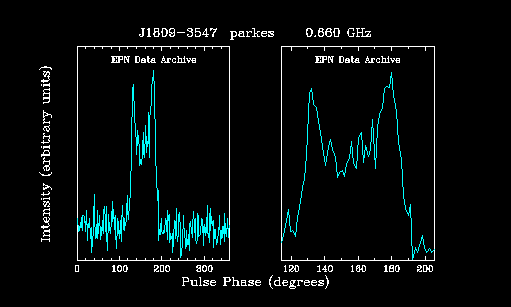 J1809-3547 parkes 0.660 GHz
EPN Data Archive EPN Data Archive
Intensity (arbitrary units)
0 100 200 300 120 140 160 180 200
Pulse Phase (degrees)